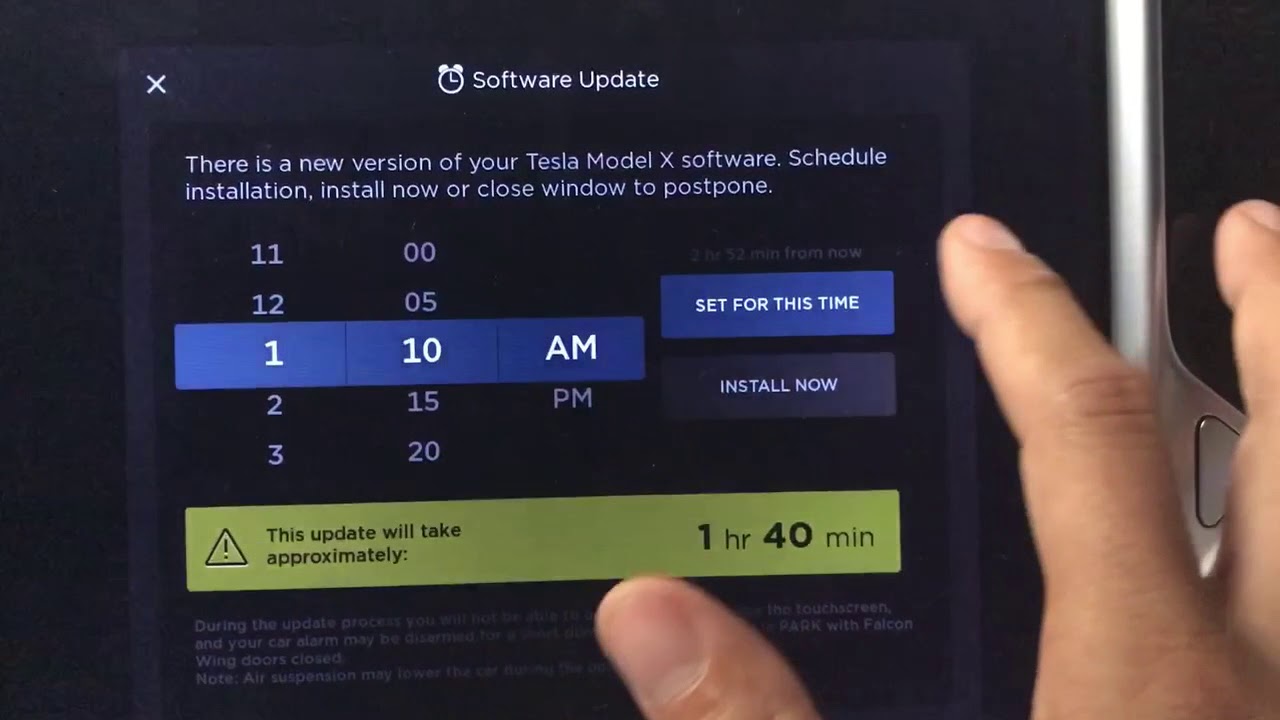 Software Update
There is a new version of your Tesla Model X software. Schedule
installation, install now or close window to postpone.
11 00
2 hr 52 min from now
12 05
SET FOR THIS TIME
1 10 AM
INSTALL NOW
2 15 PM
3 20
This update will take
approximately:
1 hr 40 min
During the update process you will not be able to the touchscreen,
and your car alarm may be disarmed for a short PARK with Falcon
Wing doors closed.
Note: Air suspension may lower the car during the